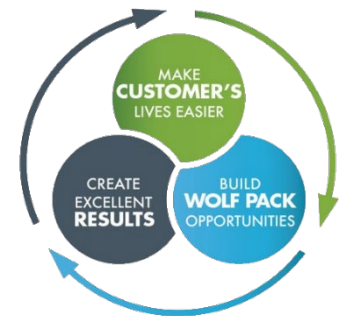 MAKE
CUSTOMER'S
LIVES EASIER
CREATE
EXCELLENT
RESULTS
BUILD
WOLF PACK
OPPORTUNITIES